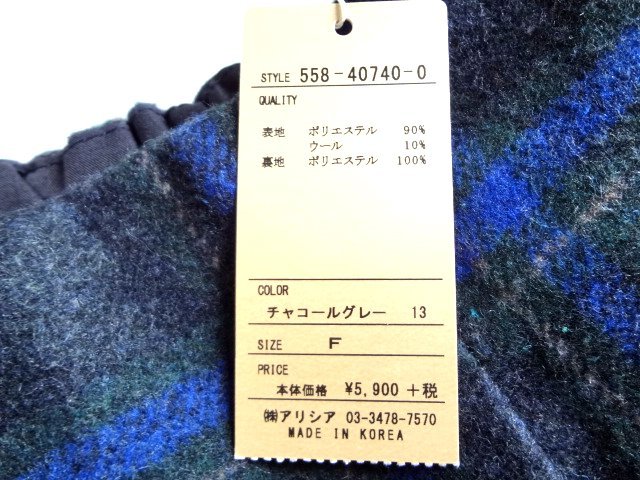 STYLE 558-40740-0
QUALITY
表地 ポリエステル 90%
ウール 10%
裏地 ポリエステル 100%
COLOR
チャコールグレー 13
SIZE F
PRICE
本体価格 ¥5,900+税
㈱アリシア 03-3478-7570
MADE IN KOREA